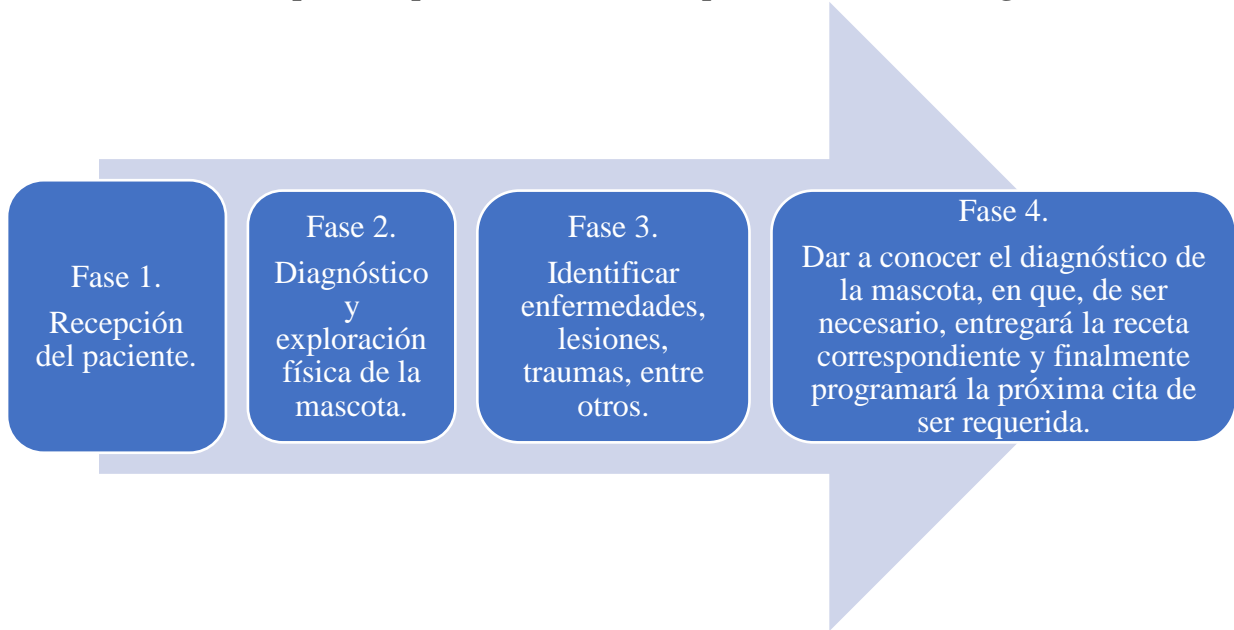 Fase 1.
Recepción
del paciente.
Fase 2.
Diagnóstico
y
exploración
física de la
mascota.
Fase 3.
Identificar
enfermedades,
lesiones,
traumas, entre
otros.
Fase 4.
Dar a conocer el diagnóstico de
la mascota, en que, de ser
necesario, entregará la receta
correspondiente y finalmente
programará la próxima cita de
ser requerida.